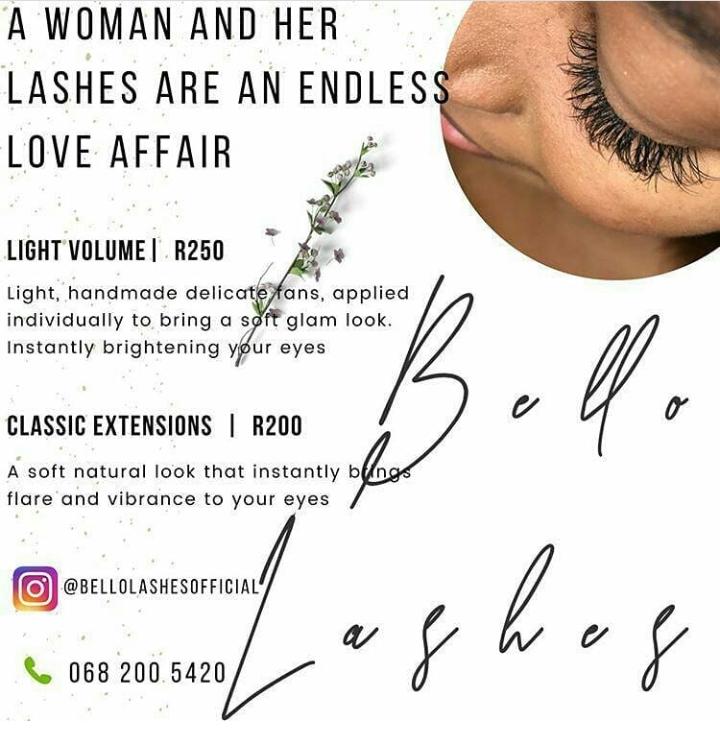 A WOMAN AND HER
LASHES ARE AN ENDLESS
LOVE AFFAIR
LIGHT VOLUME| R250
Light, handmade delicate fans, applied
individually to bring a soft glam look.
Instantly brightening your eyes
CLASSIC EXTENSIONS | R200
A soft natural look that instantly brings
flare and vibrance to your eyes
@BELLOLASHESOFFICIAL
068 200 5420
Bello
Lashes